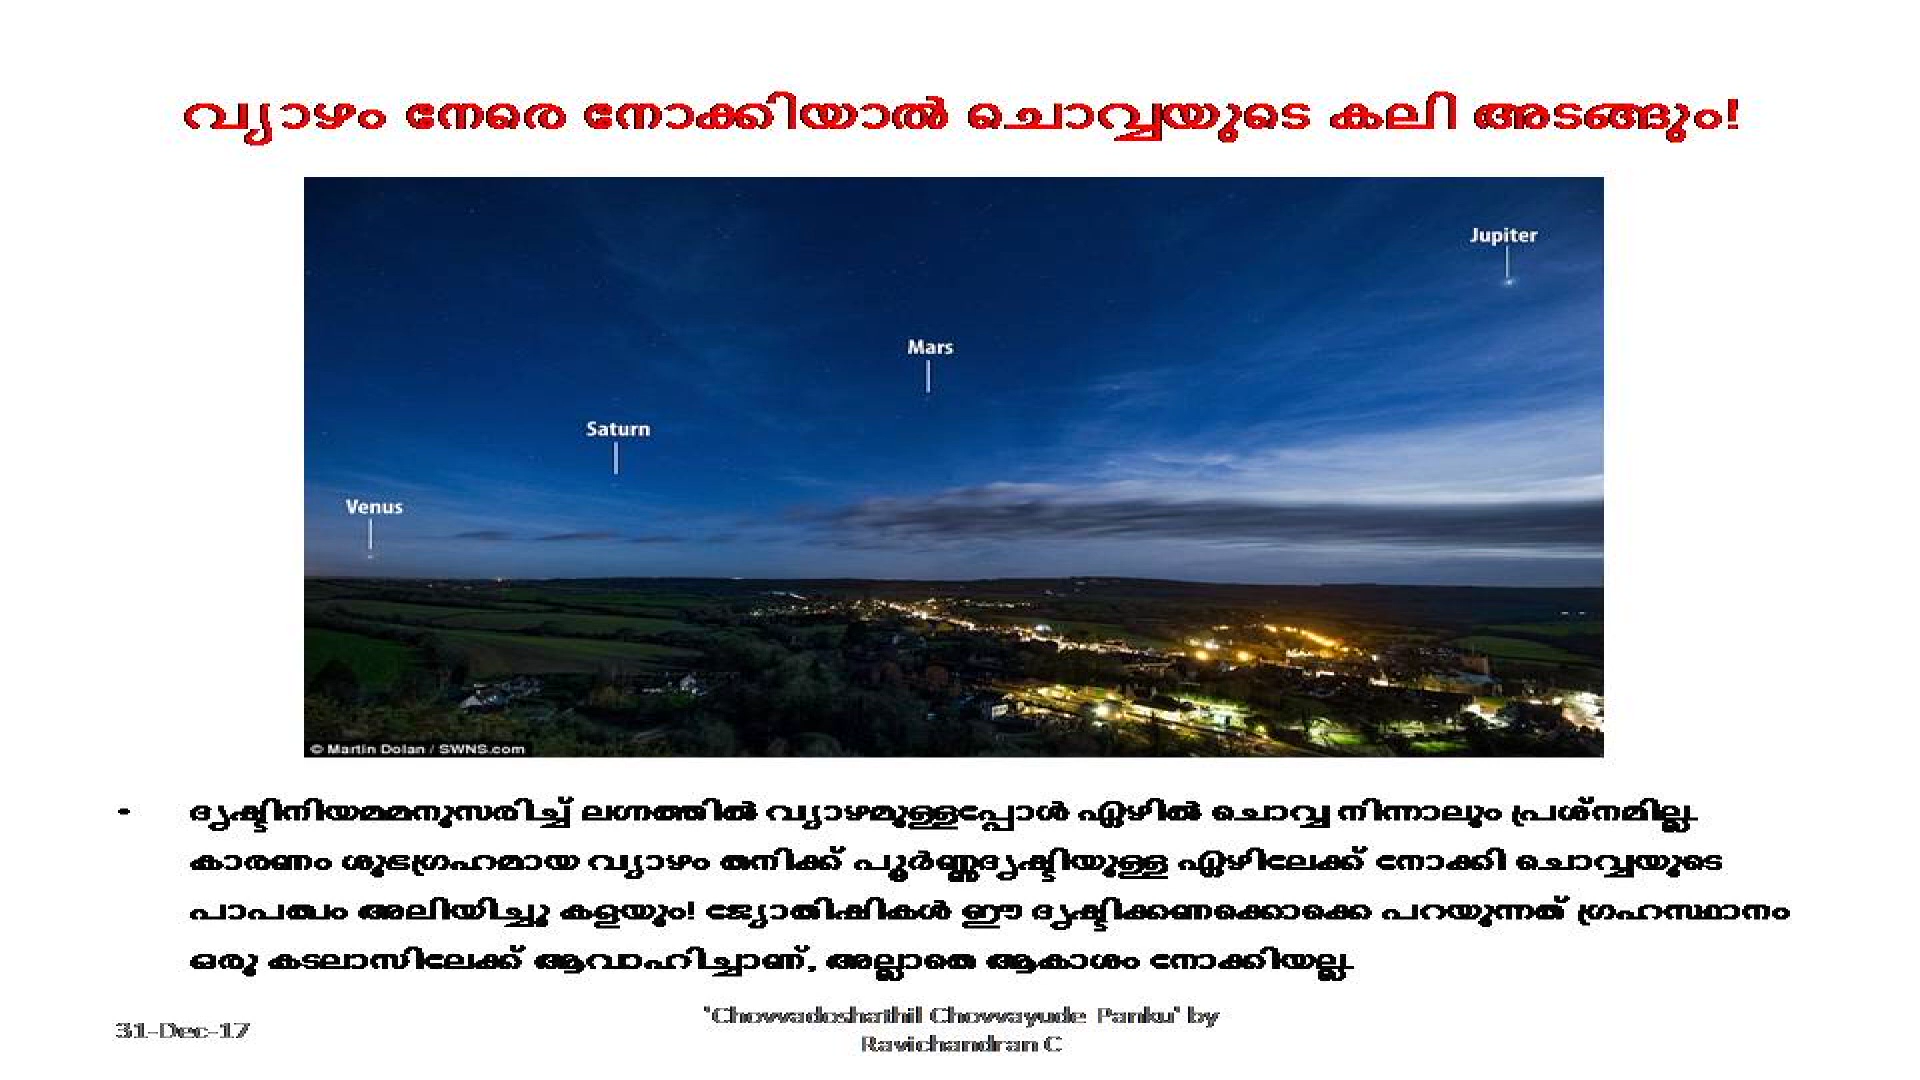 വ്യാഴം നേരെ നോക്കിയാൽ ചൊവ്വയുടെ കലി അടങ്ങും!
Jupiter
Mars
Saturn
Venus
© Martin Dolan / SWNS.com
• ദൃഷ്ടിനിയമമനുസരിച്ച് ലഗ്നത്തിൽ വ്യാഴമുള്ളപ്പോൾ ഏഴിൽ ചൊവ്വ നിന്നാലും പ്രശ്നമില്ല.
കാരണം ശുഭഗ്രഹമായ വ്യാഴം തനിക്ക് പൂർണ്ണദൃഷ്ടിയുള്ള ഏഴിലേക്ക് നോക്കി ചൊവ്വയുടെ
പാപത്വം അലിയിച്ചു കളയും! ജ്യോതിഷികൾ ഈ ദൃഷ്ടിക്കണക്കൊക്കെ പറയുന്നത് ഗ്രഹസ്ഥാനം
ഒരു കടലാസിലേക്ക് ആവാഹിച്ചാണ്, അല്ലാതെ ആകാശം നോക്കിയല്ല.
31-Dec-17
'Chowwadoshathil Chowwayude Panku' by
Ravichandran C